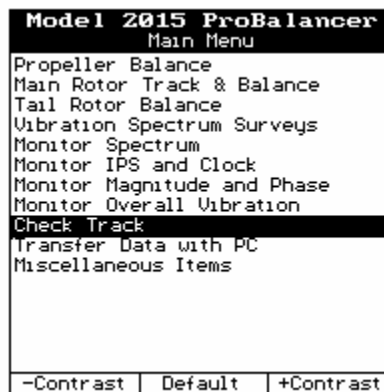 Model 2015 ProBalancer
Main Menu
Propeller Balance
Main Rotor Track & Balance
Tail Rotor Balance
Vibration Spectrum Surveys
Monitor Spectrum
Monitor IPS and Clock
Monitor Magnitude and Phase
Monitor Overall Vibration
Check Track
Transfer Data with PC
Miscellaneous Items
-Contrast Default +Contrast